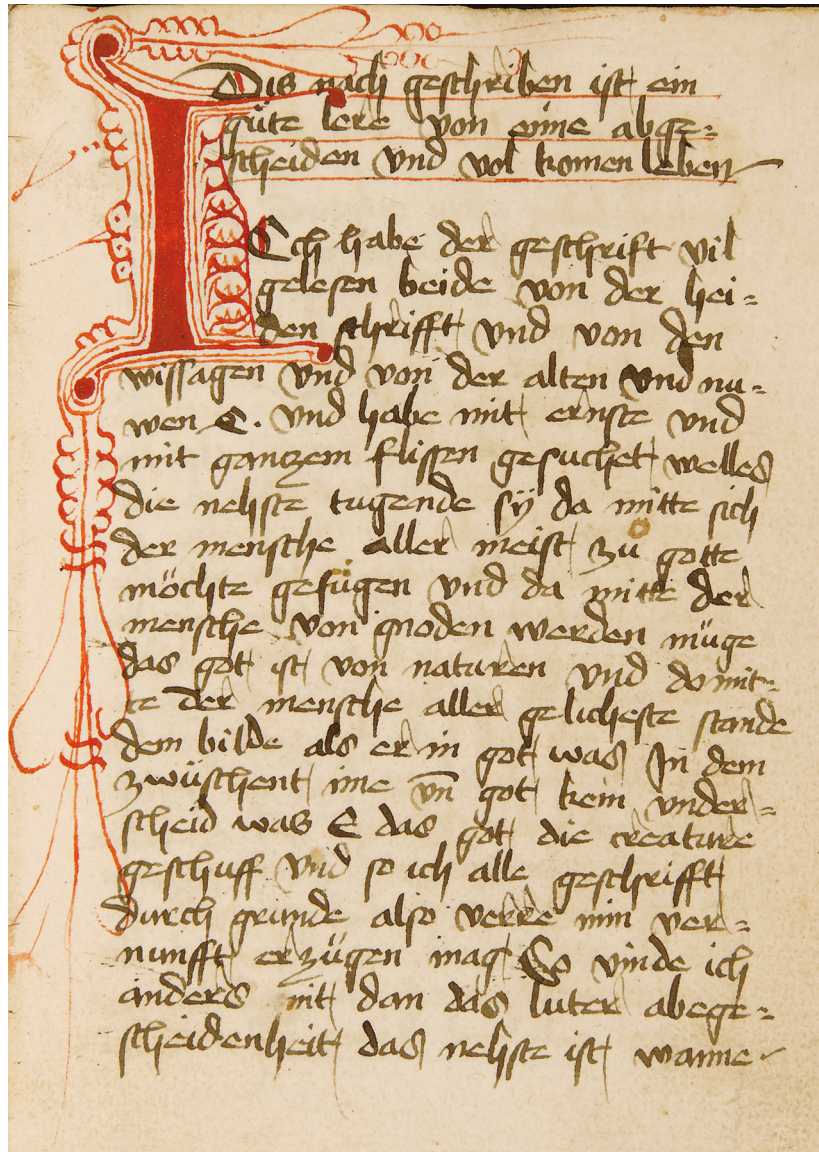 Dis nach geschriben ist ein
gute lere von eime abge=
scheiden vnd vol komen leben
Ich habe der geschrift vil
gelesen beide von der hei=
den schrifft vnd von den
wissagen vnd von der alten vnd nu=
wen E. vnd habe mit ernste vnd
mit gantzem flissen gesuchet welles
die nehste tugende sÿ da mitte sich
der mensche aller meist zu gotte
möchte gefugen vnd da mitte der
mensche von gnoden werden müge
das got ist von naturen vnd do mit=
te der mensche aller gelicheste stande
dem bilde als er in got was In dem
zwüschent ime vn̄ got kein vnder=
scheid was E das got die creature
geschuff vnd so ich alle geschrifft
durch grunde also verre min ver=
nunfft erzügen mag So vinde ich
anders nit dan das luter abege=
scheidenheit das nehste ist wanne